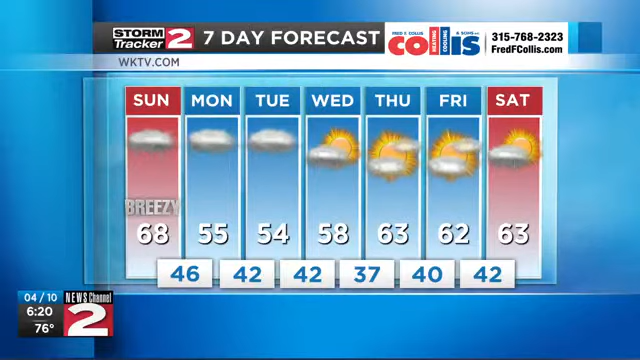 STORM
Tracker 2
7 DAY FORECAST
FRED F. COLLIS & SONS
collis
HEATING
COOLING
315-768-2323
FredFCollis.com
WKTV.COM
SUN MON TUE WED THU FRI SAT
BREEZY
68 55 54 58 63 62 63
46 42 42 37 40 42
04/10
6:20
76°
NEWS Channel
2